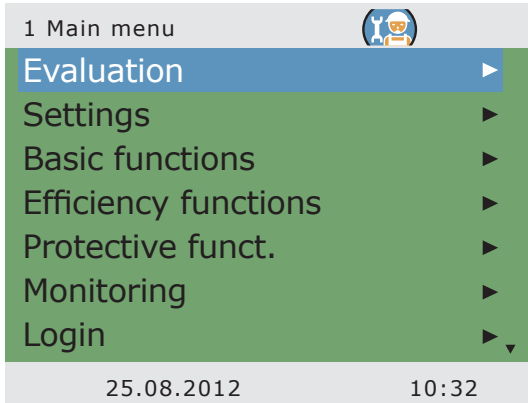 1 Main menu
Evaluation
Settings
Basic functions
Efficiency functions
Protective funct.
Monitoring
Login
25.08.2012 10:32